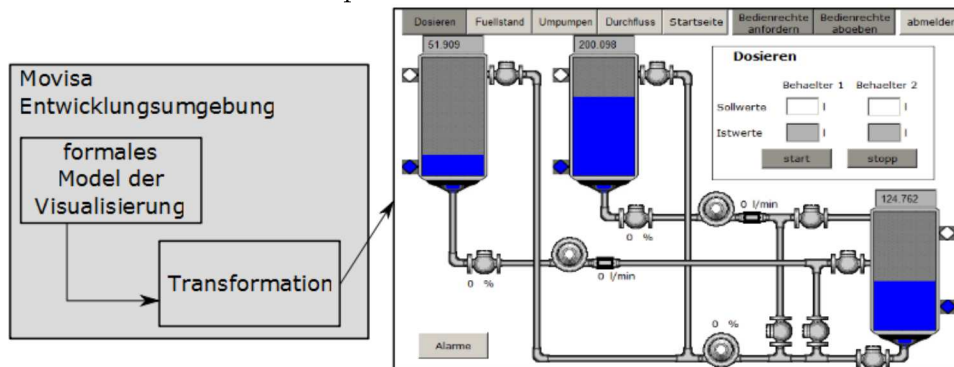 Movisa
Entwicklungsumgebung
formales
Model der
Visualisierung
Transformation
Dosieren
Fuellstand
Umpumpen
Durchfluss
Startseite
Bedienrechte
anfordern
Bedienrechte
abgeben
abmelden
51.909
200.098
Dosieren
Behaelter 1
Behaelter 2
Sollwerte
l
l
Istwerte
l
l
start
stopp
124.762
0 l/min
0 %
0 %
0 l/min
0 %
Alarme